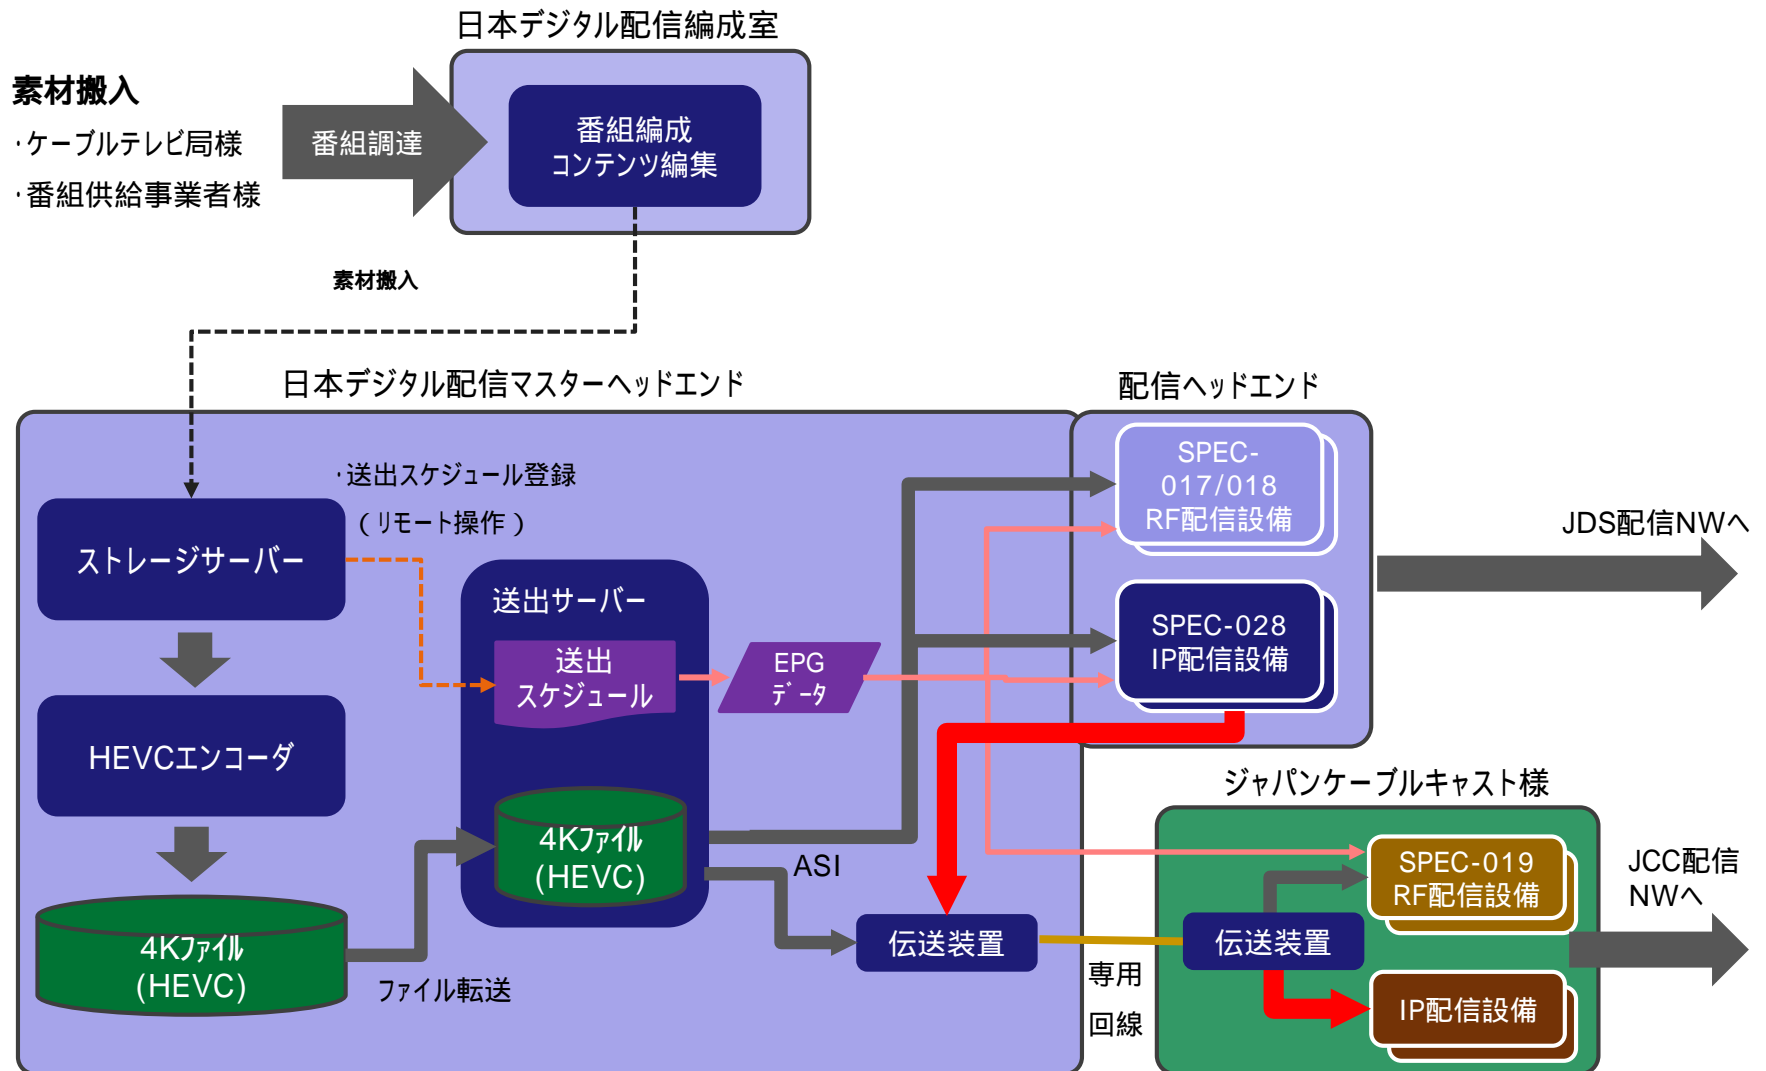 日本デジタル配信編成室
素材搬入
・ケーブルテレビ局様
・番組供給事業者様
番組調達
番組編成
コンテンツ編集
素材搬入
日本デジタル配信マスターヘッドエンド
配信ヘッドエンド
・送出スケジュール登録
（リモート操作）
ストレージサーバー
送出サーバー
送出
スケジュール
EPG
データ
SPEC-
017/018
RF配信設備
SPEC-028
IP配信設備
JDS配信NWへ
HEVCエンコーダ
4Kファイル
(HEVC)
ファイル転送
4Kファイル
(HEVC)
ASI
伝送装置
専用
回線
ジャパンケーブルキャスト様
伝送装置
SPEC-019
RF配信設備
IP配信設備
JCC配信
NWへ